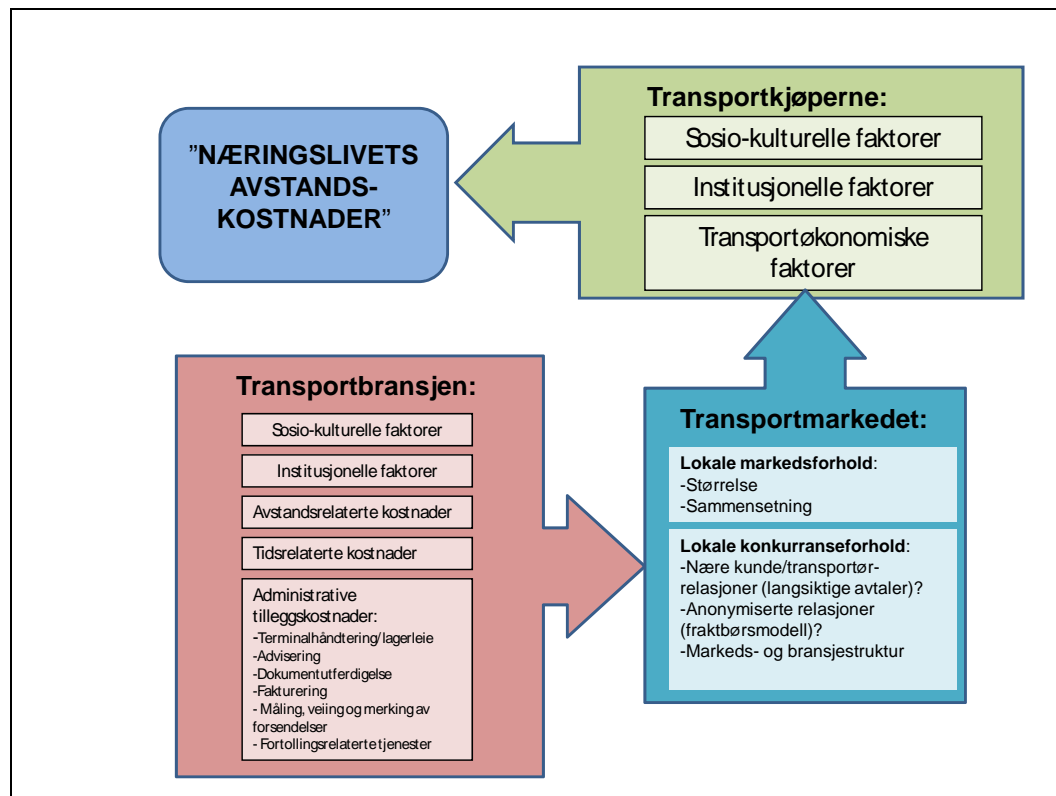 Transportkjøperne:
Sosio-kulturelle faktorer
Institusjonelle faktorer
Transportøkonomiske
faktorer
”NÆRINGSLIVETS
AVSTANDS-
KOSTNADER”
Transportbransjen:
Sosio-kulturelle faktorer
Institusjonelle faktorer
Avstandsrelaterte kostnader
Tidsrelaterte kostnader
Administrative
tilleggskostnader:
-Terminalhåndtering/lagerleie
-Advisering
-Dokumentutferdigelse
-Fakturering
- Måling, veiing og merking av
forsendelser
- Fortollingsrelaterte tjenester
Transportmarkedet:
Lokale markedsforhold:
-Størrelse
-Sammensetning
Lokale konkurranseforhold:
-Nære kunde/transportør-
relasjoner (langsiktige avtaler)?
-Anonymiserte relasjoner
(fraktbørsmodell)?
-Markeds- og bransjestruktur